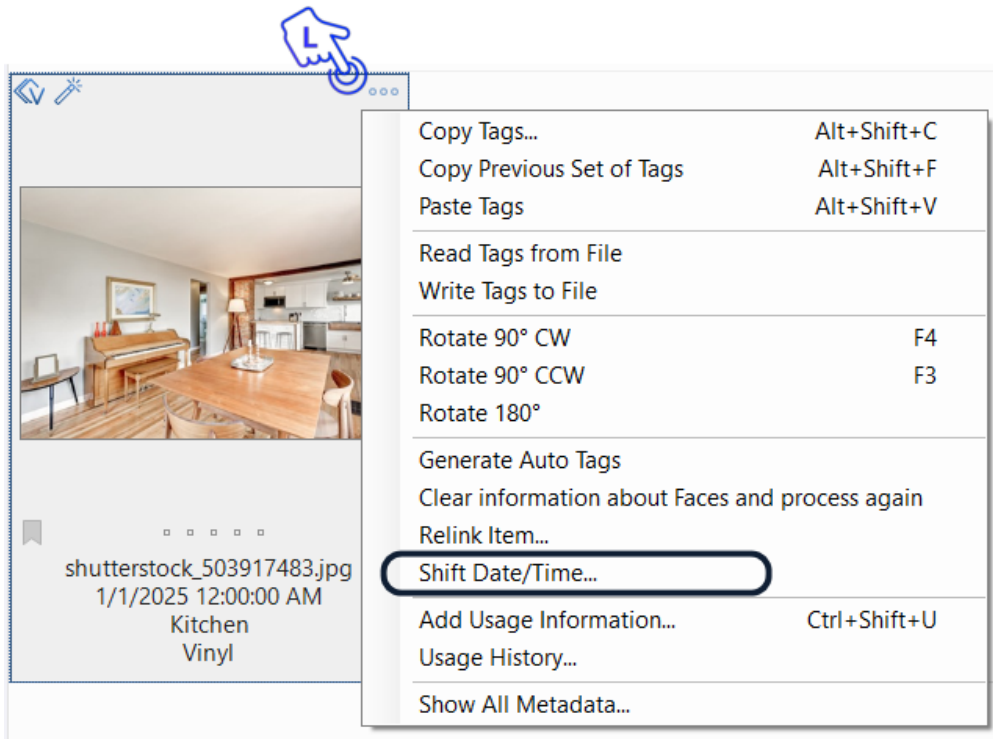 L
Copy Tags... Alt+Shift+C
Copy Previous Set of Tags Alt+Shift+F
Paste Tags Alt+Shift+V
Read Tags from File
Write Tags to File
Rotate 90° CW F4
Rotate 90° CCW F3
Rotate 180°
Generate Auto Tags
Clear information about Faces and process again
Relink Item...
Shift Date/Time...
Add Usage Information... Ctrl+Shift+U
Usage History...
Show All Metadata...
shutterstock_503917483.jpg
1/1/2025 12:00:00 AM
Kitchen
Vinyl